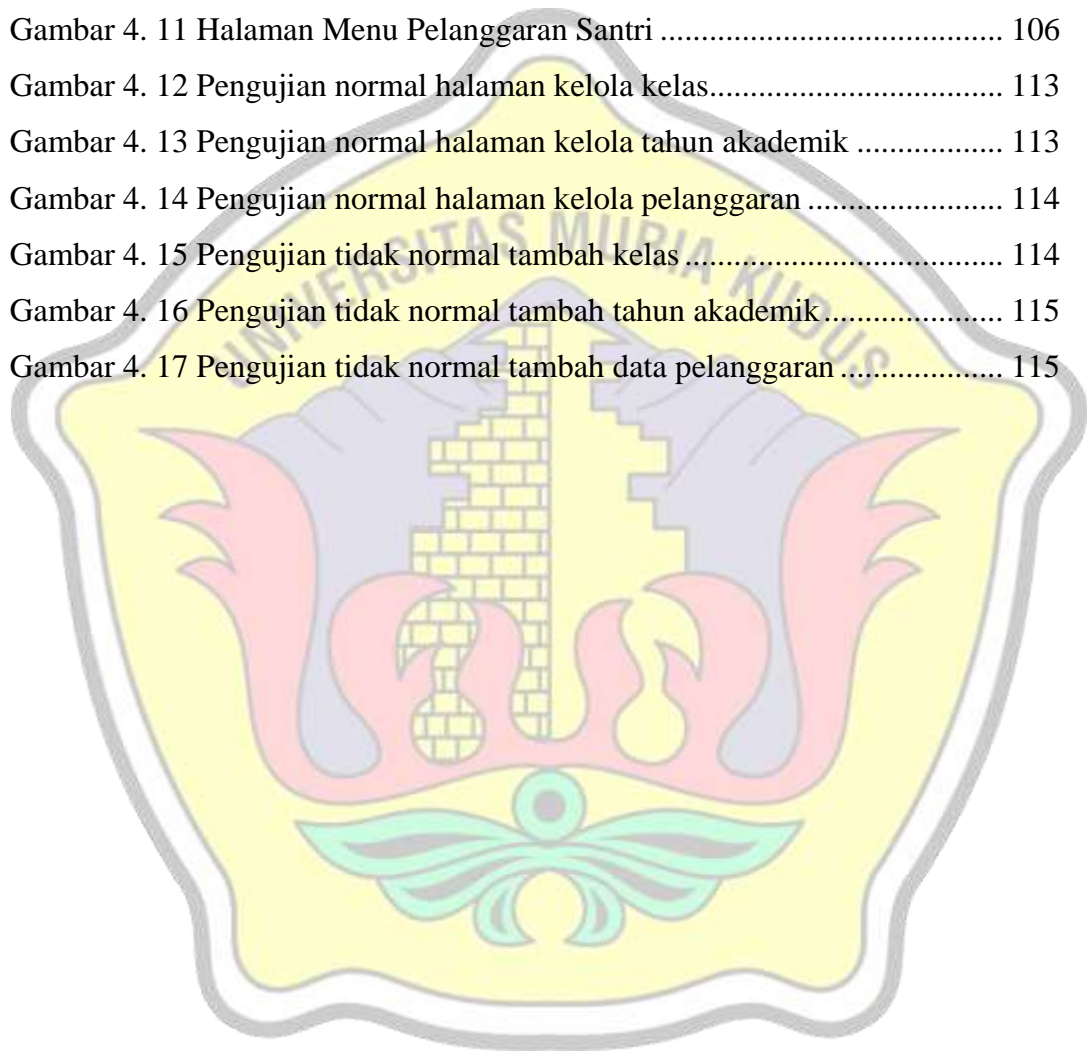 Gambar 4. 11 Halaman Menu Pelanggaran Santri ........................................ 106
Gambar 4. 12 Pengujian normal halaman kelola kelas.................................. 113
Gambar 4. 13 Pengujian normal halaman kelola tahun akademik ................. 113
Gambar 4. 14 Pengujian normal halaman kelola pelanggaran ....................... 114
Gambar 4. 15 Pengujian tidak normal tambah kelas ..................................... 114
Gambar 4. 16 Pengujian tidak normal tambah tahun akademik ..................... 115
Gambar 4. 17 Pengujian tidak normal tambah data pelanggaran ................... 115
UNIVERSITAS MURIA KUDUS